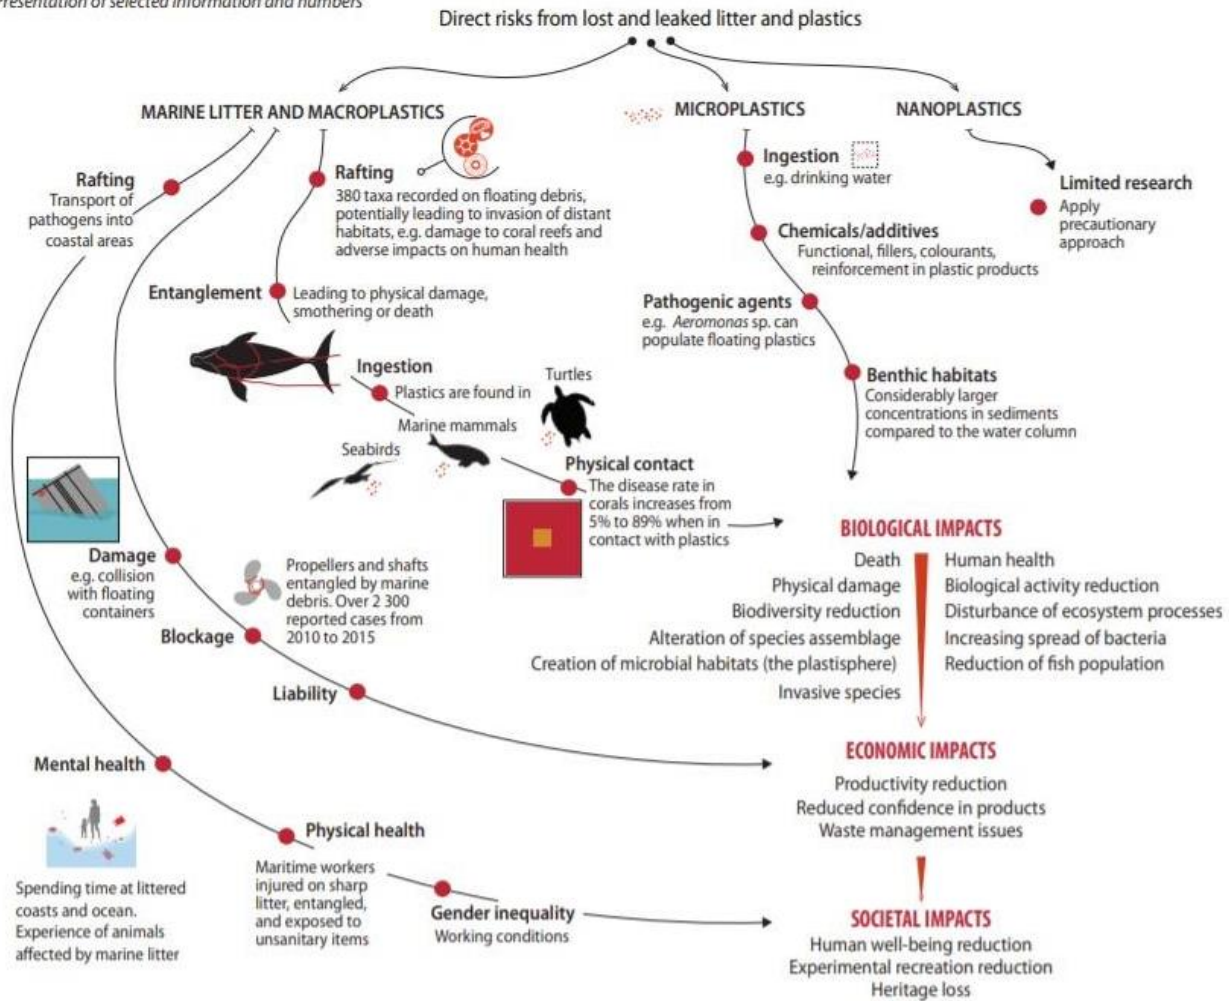 Presentation of selected information and numbers
Direct risks from lost and leaked litter and plastics
MARINE LITTER AND MACROPLASTICS
MICROPLASTICS
NANOPLASTICS
Rafting
Transport of
pathogens into
coastal areas
Rafting
380 taxa recorded on floating debris,
potentially leading to invasion of distant
habitats, e.g. damage to coral reefs and
adverse impacts on human health
Entanglement
Leading to physical damage,
smothering or death
Ingestion
Plastics are found in
Turtles
Marine mammals
Seabirds
Physical contact
The disease rate in
corals increases from
5% to 89% when in
contact with plastics
Ingestion
e.g. drinking water
Chemicals/additives
Functional, fillers, colourants,
reinforcement in plastic products
Pathogenic agents
e.g. Aeromonas sp. can
populate floating plastics
Benthic habitats
Considerably larger
concentrations in sediments
compared to the water column
Limited research
Apply
precautionary
approach
Damage
e.g. collision
with floating
containers
Propellers and shafts
entangled by marine
debris. Over 2 300
reported cases from
2010 to 2015
Blockage
Liability
Mental health
Spending time at littered
coasts and ocean.
Experience of animals
affected by marine litter
Physical health
Maritime workers
injured on sharp
litter, entangled,
and exposed to
unsanitary items
Gender inequality
Working conditions
BIOLOGICAL IMPACTS
Death
Physical damage
Biodiversity reduction
Alteration of species assemblage
Creation of microbial habitats (the plastisphere)
Invasive species
Human health
Biological activity reduction
Disturbance of ecosystem processes
Increasing spread of bacteria
Reduction of fish population
ECONOMIC IMPACTS
Productivity reduction
Reduced confidence in products
Waste management issues
SOCIETAL IMPACTS
Human well-being reduction
Experimental recreation reduction
Heritage loss